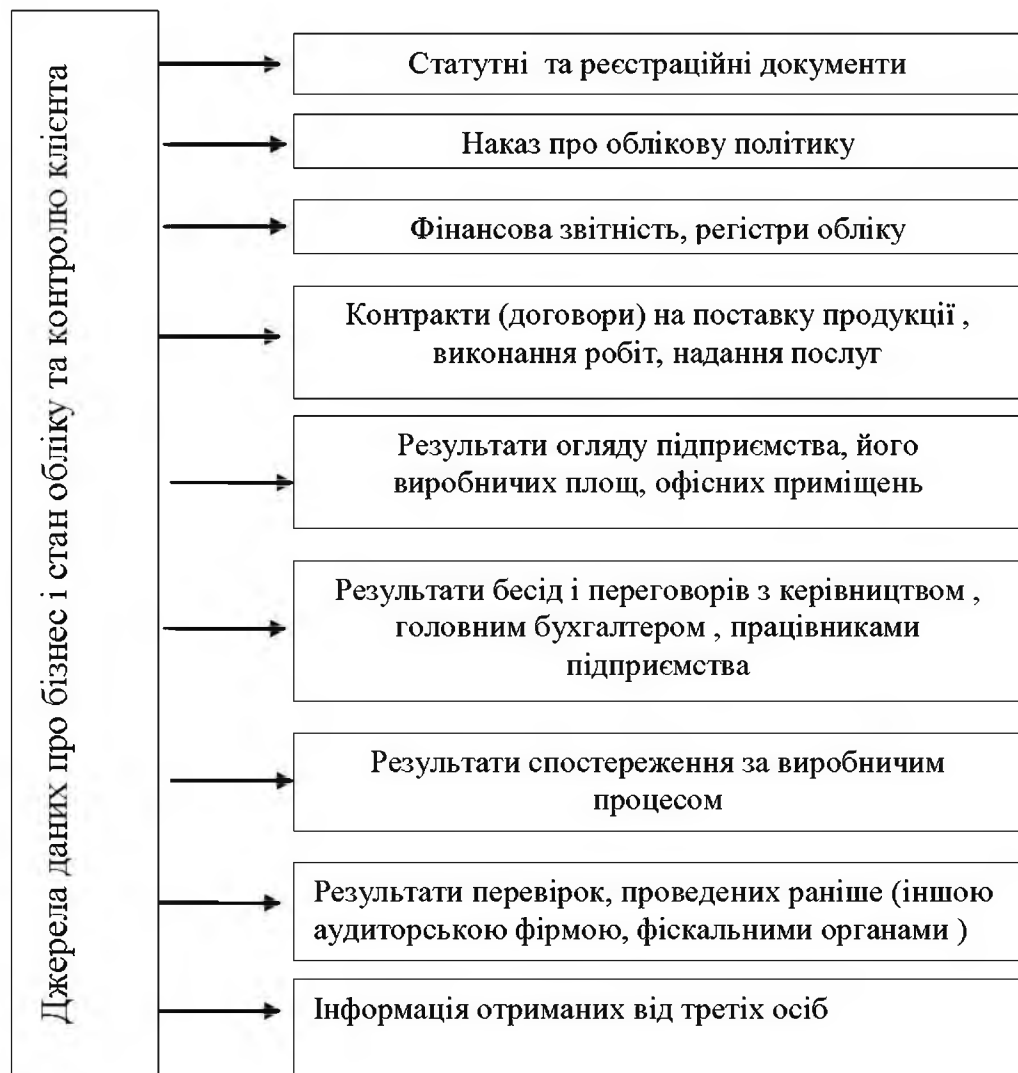 Джерела даних про бізнес і стан обліку та контролю клієнта
Статутні та реєстраційні документи
Наказ про облікову політику
Фінансова звітність, регістри обліку
Контракти (договори) на поставку продукції ,
виконання робіт, надання послуг
Результати огляду підприємства, його
виробничих площ, офісних приміщень
Результати бесід і переговорів з керівництвом ,
головним бухгалтером , працівниками
підприємства
Результати спостереження за виробничим
процесом
Результати перевірок, проведених раніше (іншою
аудиторською фірмою, фіскальними органами )
Інформація отриманих від третіх осіб